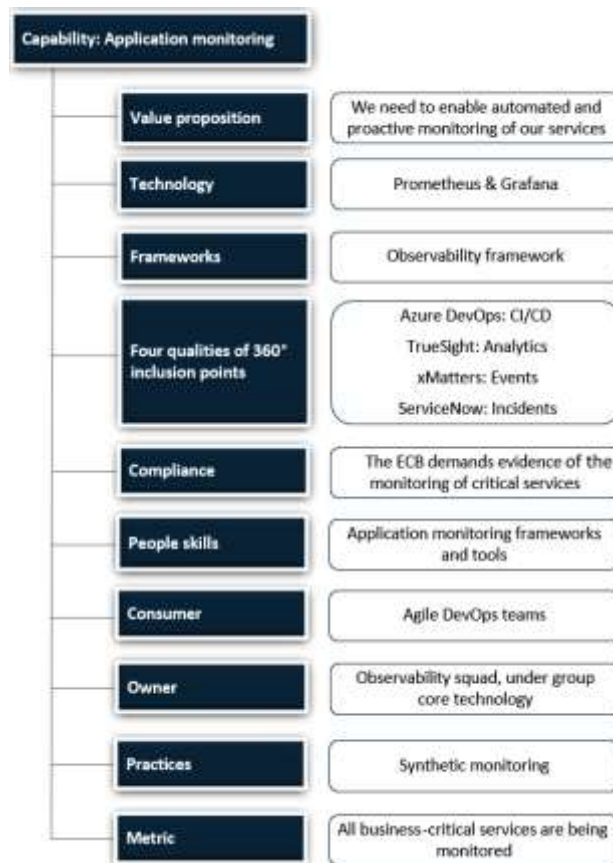 Capability: Application monitoring
Value proposition
We need to enable automated and
proactive monitoring of our services
Technology
Prometheus & Grafana
Frameworks
Observability framework
Four qualities of 360°
inclusion points
Azure DevOps: CI/CD
TrueSight: Analytics
xMatters: Events
ServiceNow: Incidents
Compliance
The ECB demands evidence of the
monitoring of critical services
People skills
Application monitoring frameworks
and tools
Consumer
Agile DevOps teams
Owner
Observability squad, under group
core technology
Practices
Synthetic monitoring
Metric
All business-critical services are being
monitored